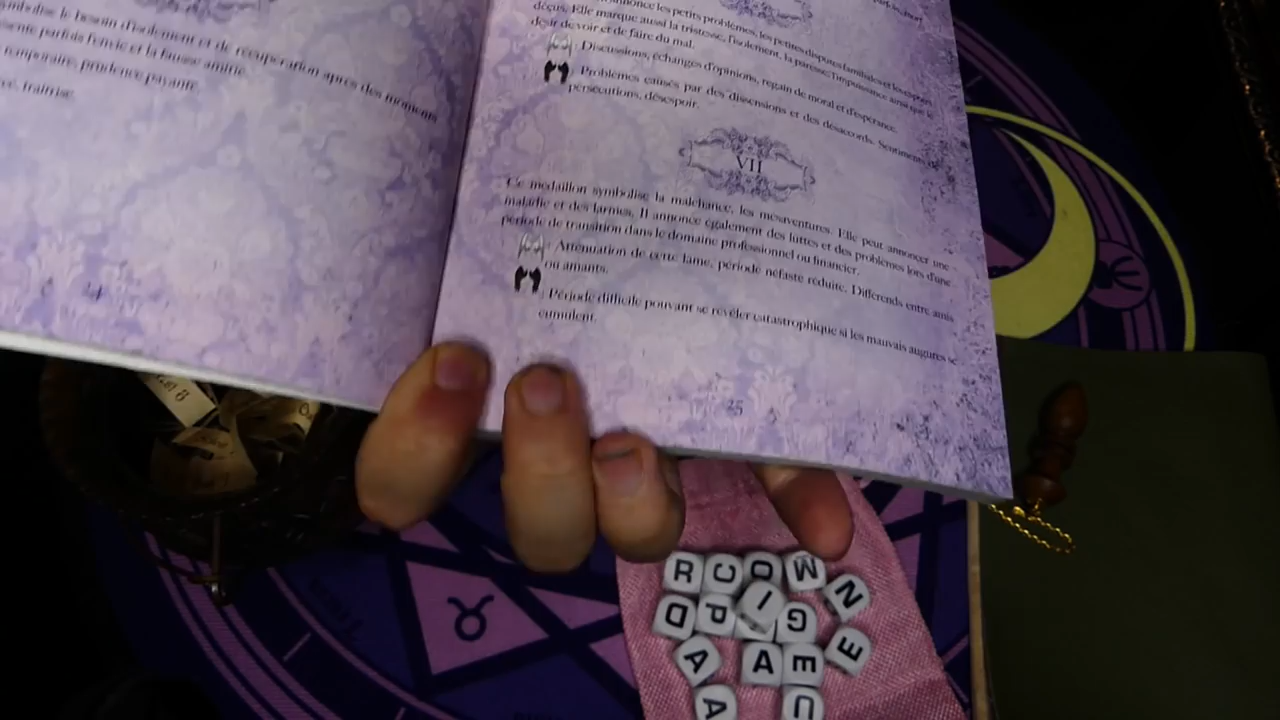 symbolise le besoin d'isolement et de récupération après des moments
parfois l'envie et la fausse amitié.
temporaire, prudence payante.
traîtrise.
24
annonce les petits problèmes, les petites disputes familiales et
déçus. Elle marque aussi la tristesse, l'isolement, la paresse, l'impuissance ainsi que le
désir de voir et de faire du mal.
: Discussions, échanges d'opinions, regain de moral et d'espérance.
: Problèmes causés par des dissensions et des désaccords. Sentiments de
persécutions, désespoir.
VII
Ce médaillon symbolise la malchance, les mésaventures. Elle peut annoncer une
maladie et des larmes. Il annonce également des luttes et des problèmes lors d'une
période de transition dans le domaine professionnel ou financier.
: Atténuation de cette lame, période néfaste réduite. Différends entre amis
ou amants.
: Période difficile pouvant se révéler catastrophique si les mauvais augures se
cumulent.
25
R C O M
D P I G N
A A E E
A U